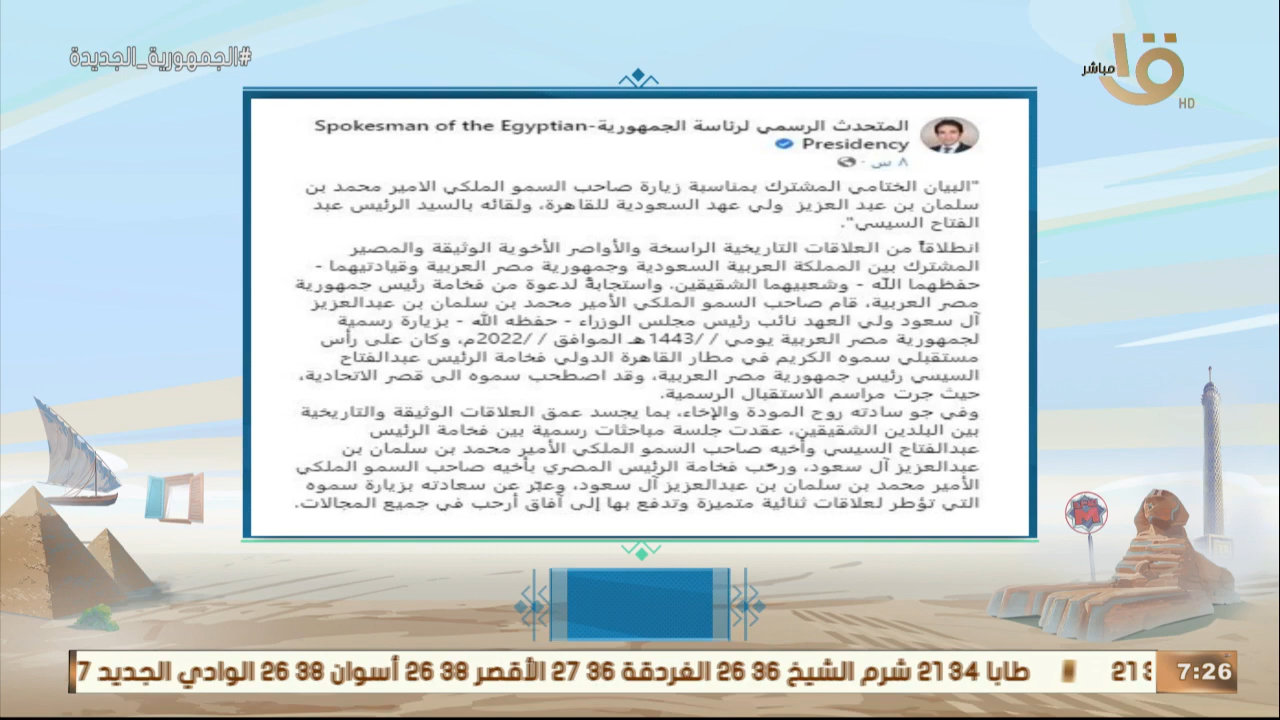 #الجمهورية_الجديدة
مباشر
HD
المتحدث الرسمي لرئاسة الجمهورية-Spokesman of the Egyptian
Presidency
٨ س
"البيان الختامي المشترك بمناسبة زيارة صاحب السمو الملكي الامير محمد بن
سلمان بن عبد العزيز ولي عهد السعودية للقاهرة، ولقائه بالسيد الرئيس عبد
الفتاح السيسي".
انطلاقاً من العلاقات التاريخية الراسخة والأواصر الأخوية الوثيقة والمصير
المشترك بين المملكة العربية السعودية وجمهورية مصر العربية وقيادتيهما -
حفظهما الله - وشعبيهما الشقيقين، واستجابةً لدعوة من فخامة رئيس جمهورية
مصر العربية، قام صاحب السمو الملكي الأمير محمد بن سلمان بن عبدالعزيز
آل سعود ولي العهد نائب رئيس مجلس الوزراء - حفظه الله - بزيارة رسمية
لجمهورية مصر العربية يومي / /1443هـ الموافق / /2022م، وكان على رأس
مستقبلي سموه الكريم في مطار القاهرة الدولي فخامة الرئيس عبدالفتاح
السيسي رئيس جمهورية مصر العربية، وقد اصطحب سموه الى قصر الاتحادية،
حيث جرت مراسم الاستقبال الرسمية.
وفي جو سادته روح المودة والإخاء، بما يجسد عمق العلاقات الوثيقة والتاريخية
بين البلدين الشقيقين، عقدت جلسة مباحثات رسمية بين فخامة الرئيس
عبدالفتاح السيسي وأخيه صاحب السمو الملكي الأمير محمد بن سلمان بن
عبدالعزيز آل سعود، ورحّب فخامة الرئيس المصري بأخيه صاحب السمو الملكي
الأمير محمد بن سلمان بن عبدالعزيز آل سعود، وعبّر عن سعادته بزيارة سموه
التي تؤطر لعلاقات ثنائية متميزة وتدفع بها إلى آفاق أرحب في جميع المجالات.
M
7:26
طابا 34 21 شرم الشيخ 36 26 الغردقة 36 27 الأقصر 38 26 أسوان 38 26 الوادي الجديد 7